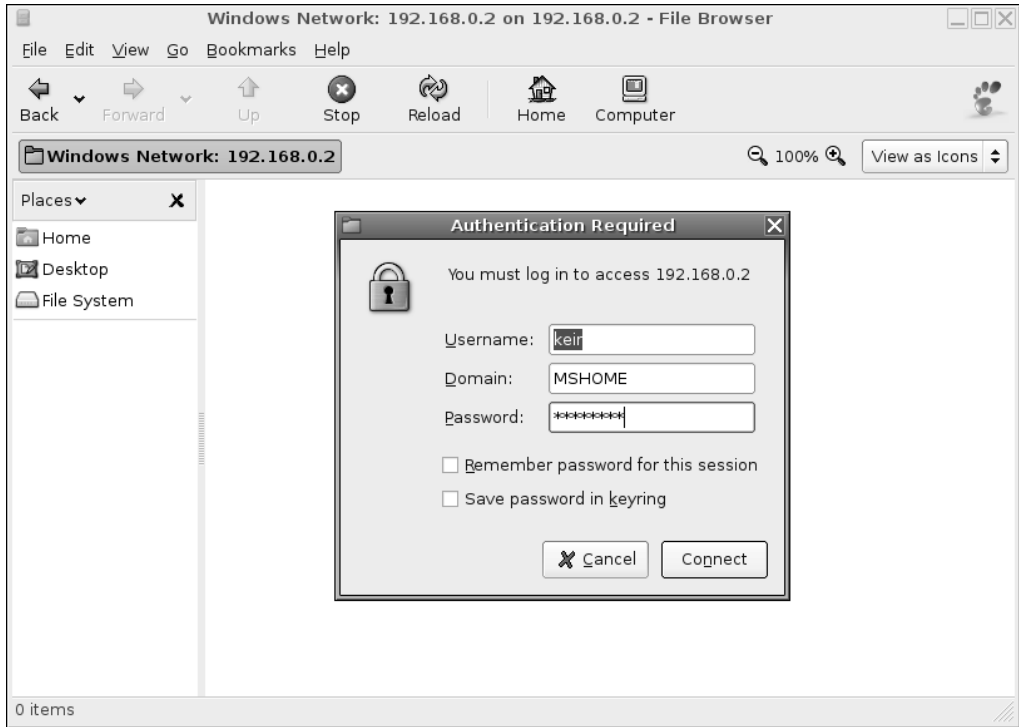 Windows Network: 192.168.0.2 on 192.168.0.2 - File Browser
File Edit View Go Bookmarks Help
Back Forward Up Stop Reload Home Computer
Windows Network: 192.168.0.2 100% View as Icons
Places
Home
Desktop
File System
Authentication Required
You must log in to access 192.168.0.2
Username: keir
Domain: MSHOME
Password: ********
Remember password for this session
Save password in keyring
Cancel Connect
0 items